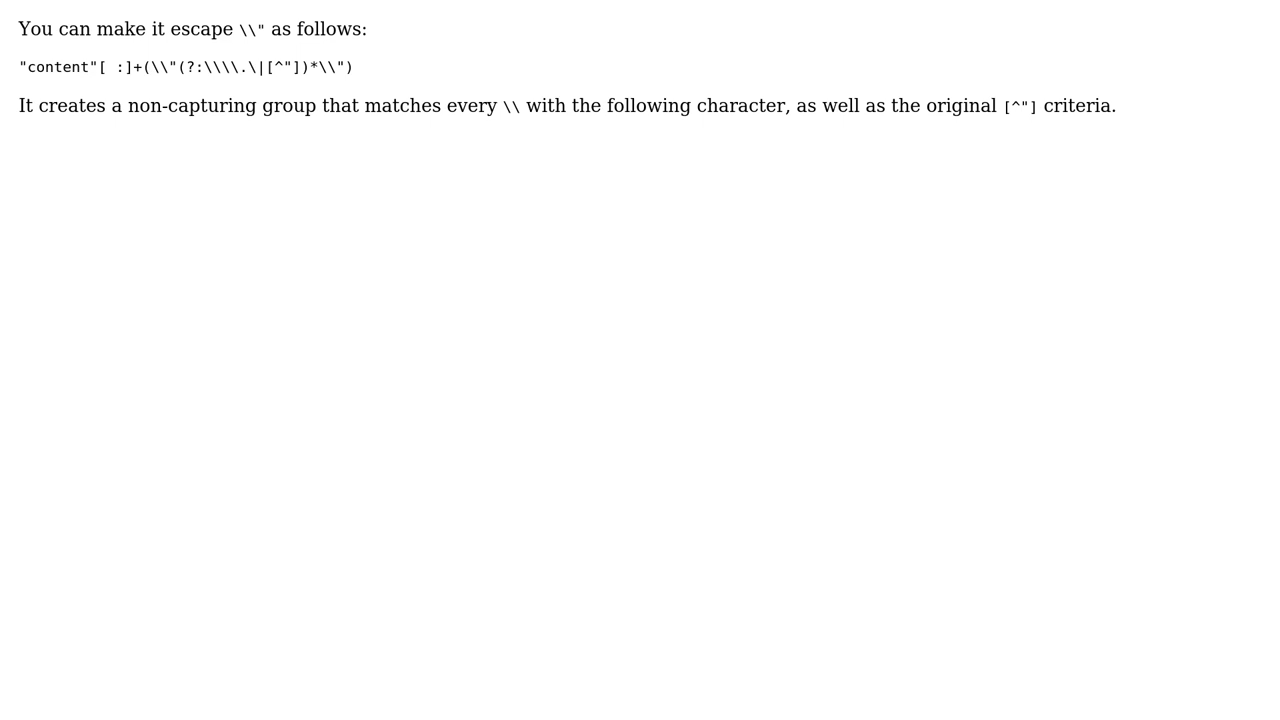 You can make it escape \\" as follows:
"content"[ :]+(\\"(?:\\\\.\|[^"])*\\")
It creates a non-capturing group that matches every \\ with the following character, as well as the original [^"] criteria.